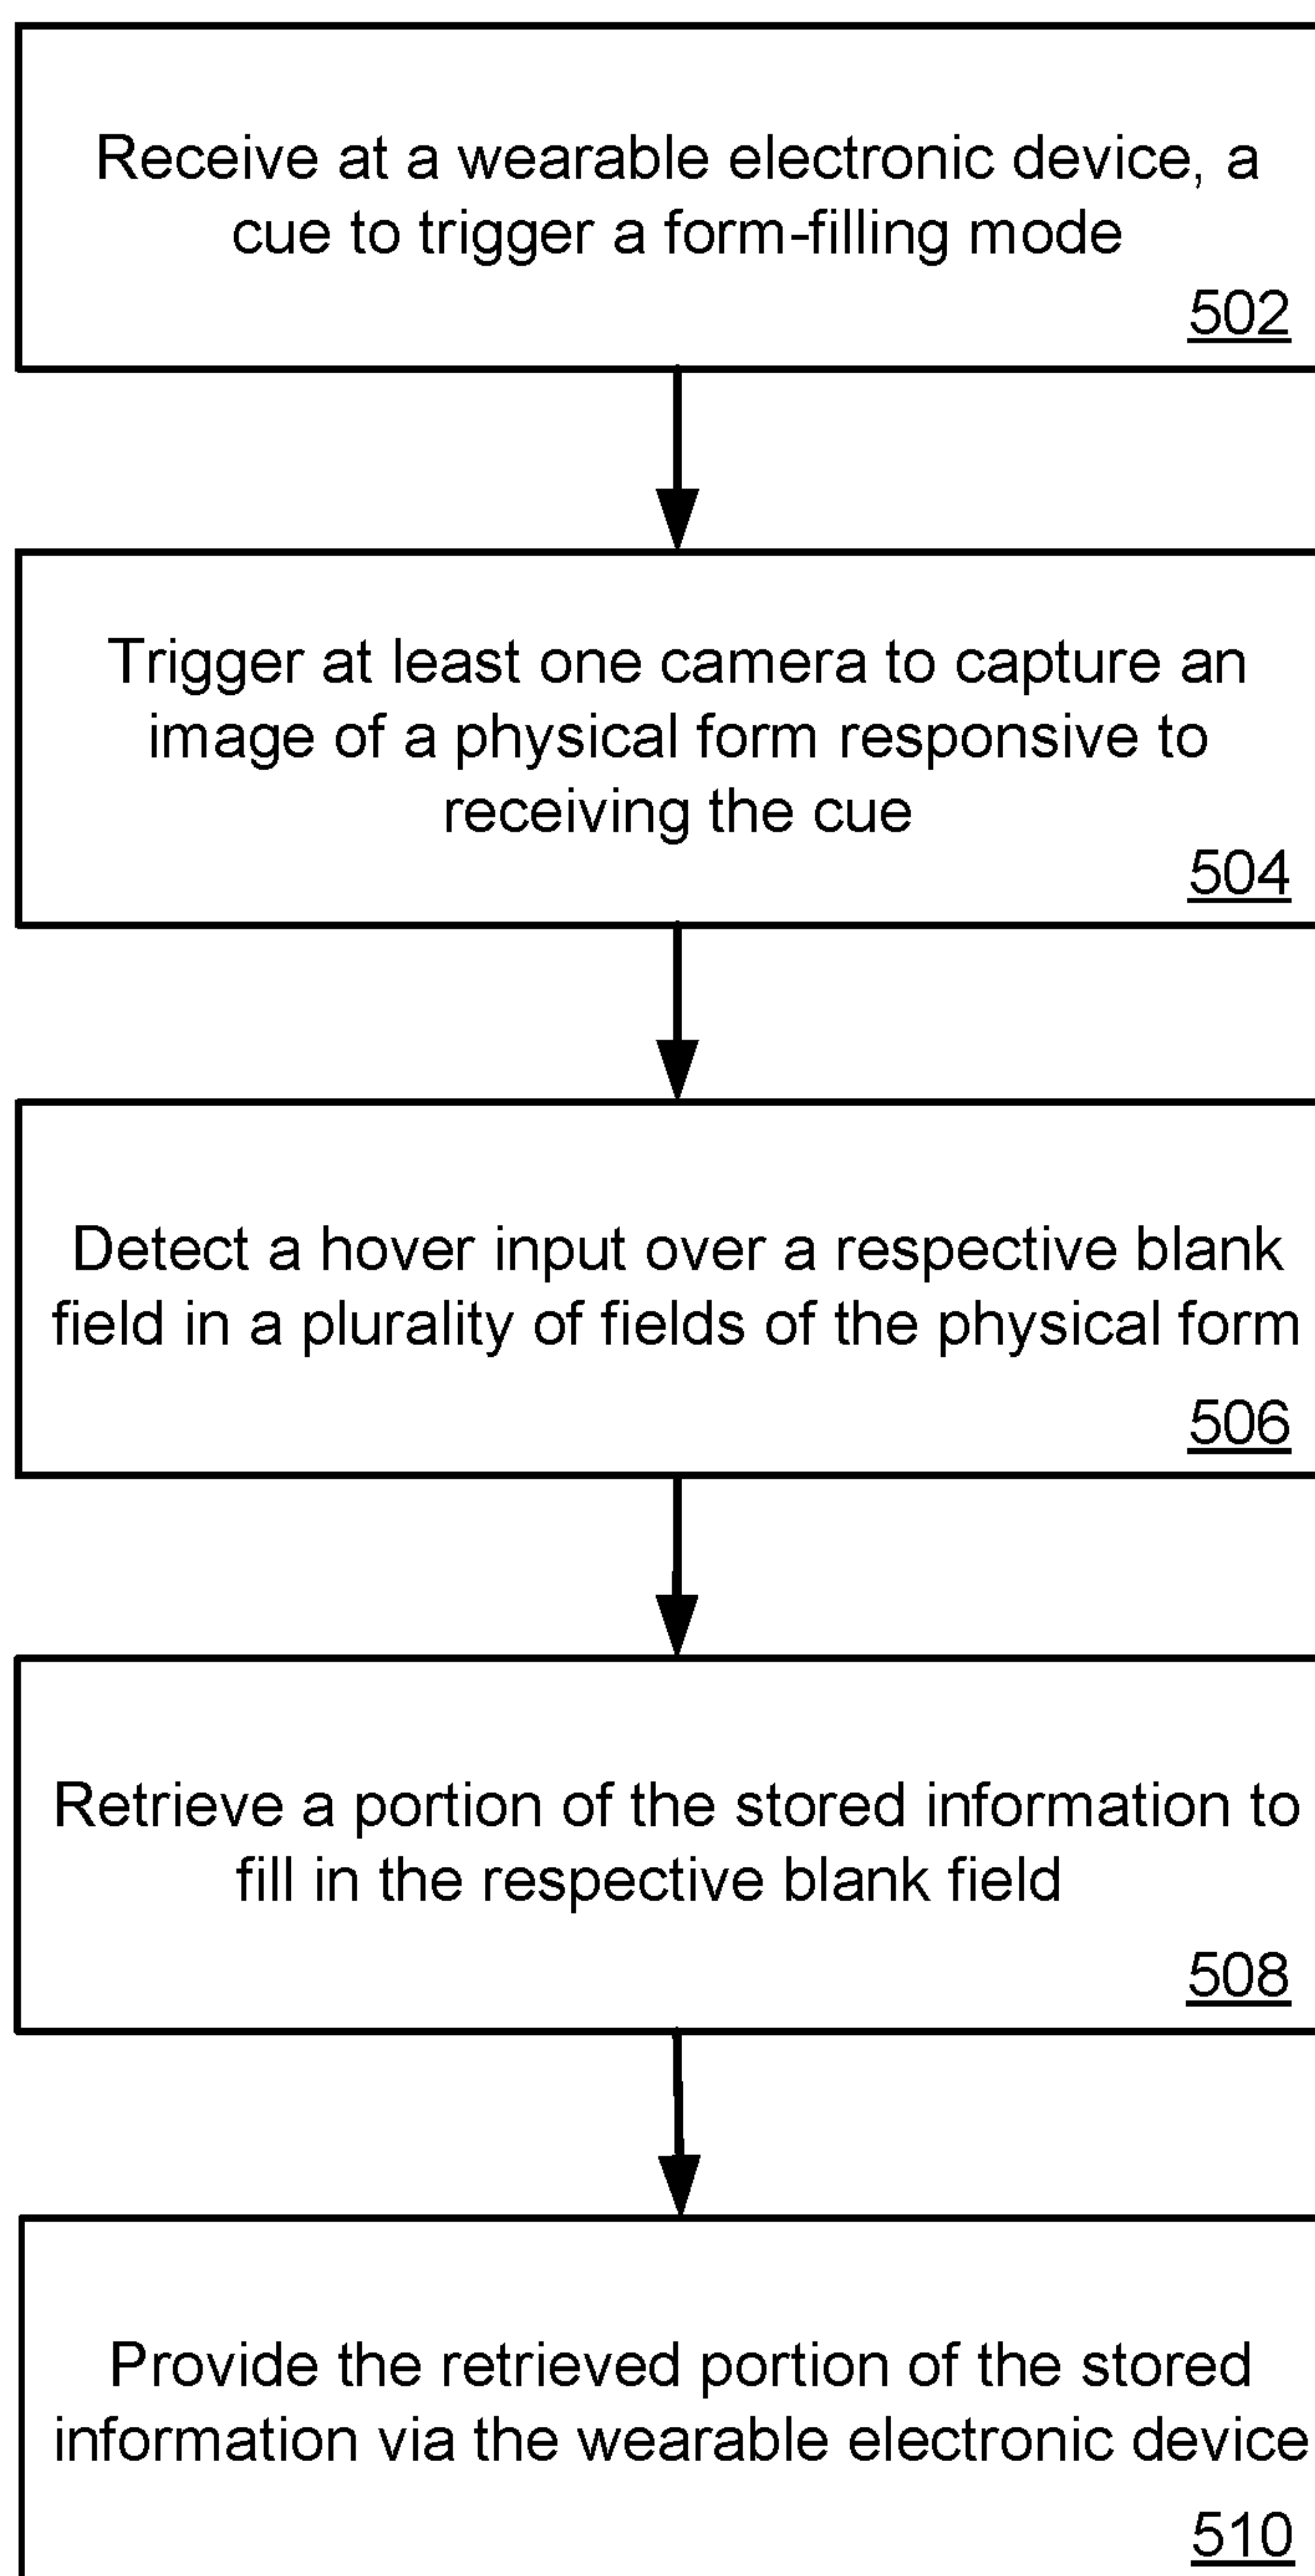 Receive at a wearable electronic device, a
cue to trigger a form-filling mode
502
Trigger at least one camera to capture an
image of a physical form responsive to
receiving the cue
504
Detect a hover input over a respective blank
field in a plurality of fields of the physical form
506
Retrieve a portion of the stored information to
fill in the respective blank field
508
Provide the retrieved portion of the stored
information via the wearable electronic device
510